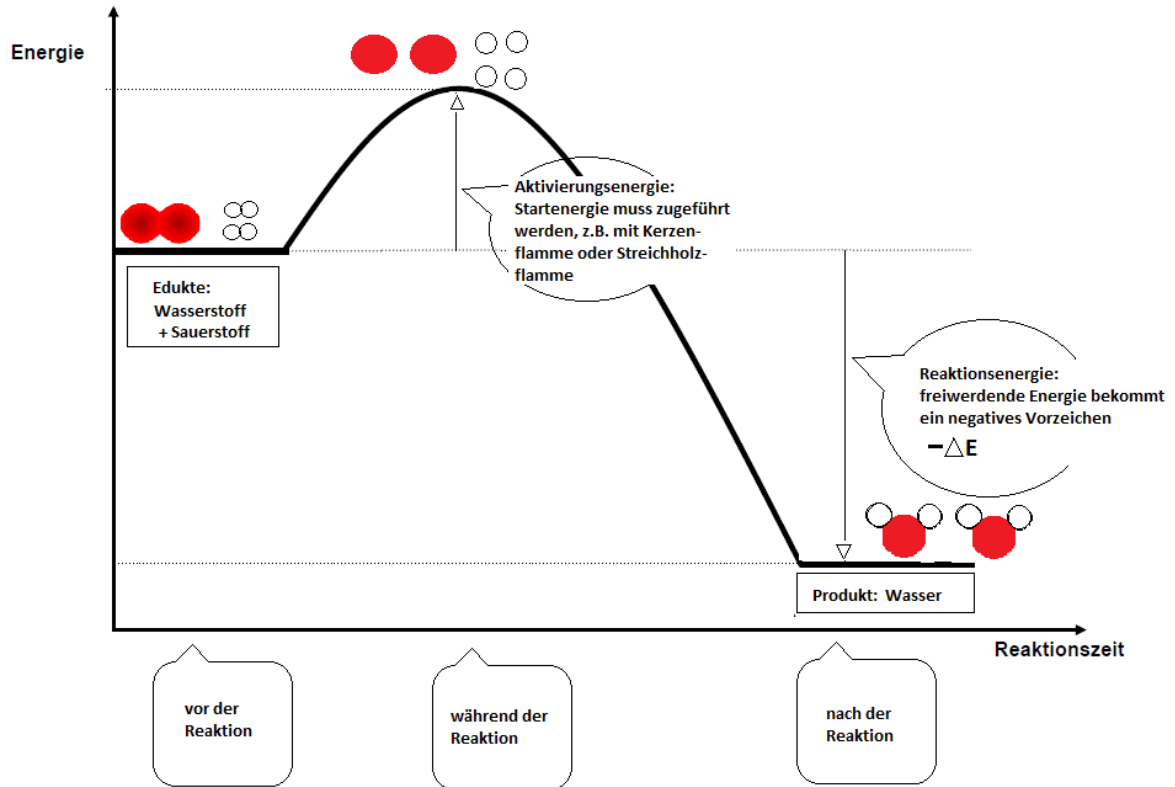 Energie
Aktivierungsenergie:
Startenergie muss zugeführt
werden, z.B. mit Kerzen-
flamme oder Streichholz-
flamme
Edukte:
Wasserstoff
+ Sauerstoff
Reaktionsenergie:
freiwerdende Energie bekommt
ein negatives Vorzeichen
−△E
Produkt: Wasser
Reaktionszeit
vor der
Reaktion
während der
Reaktion
nach der
Reaktion